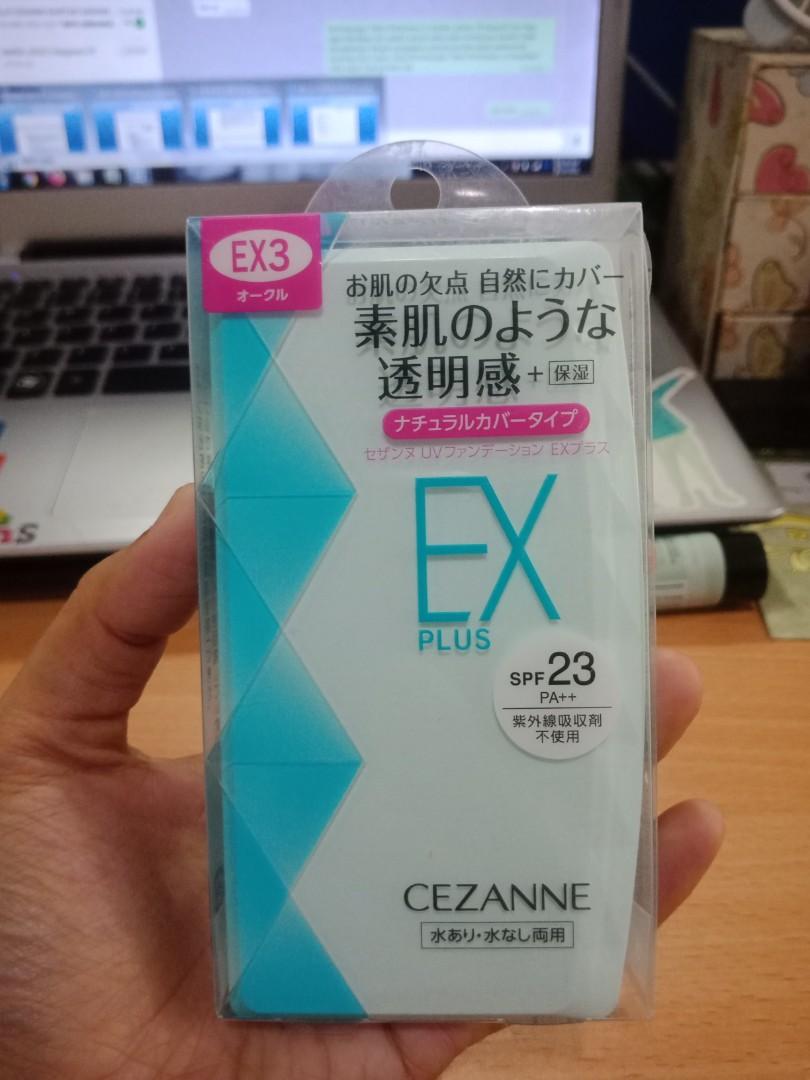 EX3
オークル
お肌の欠点 自然にカバー
素肌のような
透明感+保湿
ナチュラルカバータイプ
セザンヌ UVファンデーション EXプラス
EX
PLUS
SPF23
PA++
紫外線吸収剤
不使用
CEZANNE
水あり・水なし両用